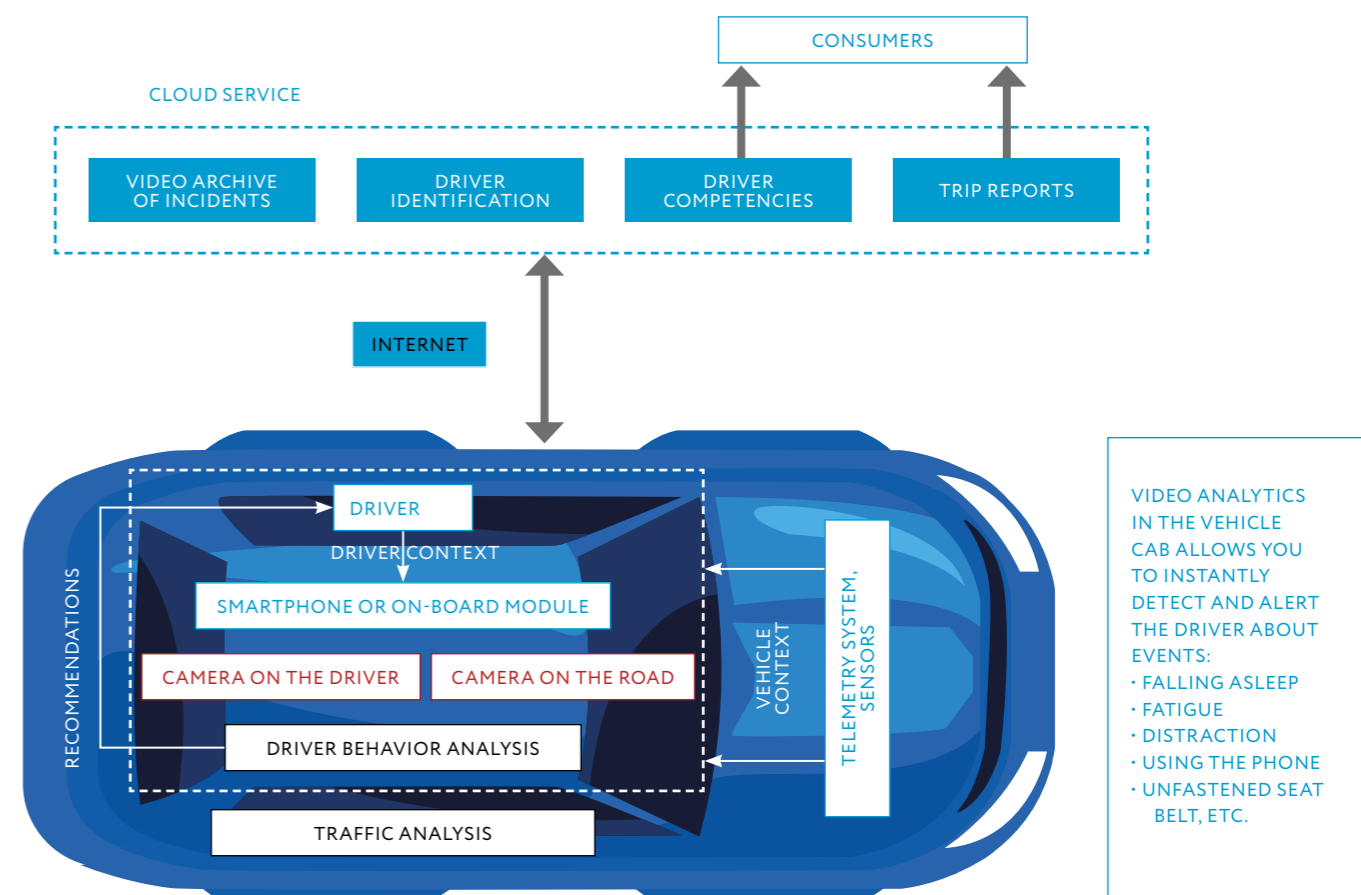 CONSUMERS
CLOUD SERVICE
VIDEO ARCHIVE
OF INCIDENTS
DRIVER
IDENTIFICATION
DRIVER
COMPETENCIES
TRIP REPORTS
INTERNET
DRIVER
DRIVER CONTEXT
SMARTPHONE OR ON-BOARD MODULE
CAMERA ON THE DRIVER
CAMERA ON THE ROAD
DRIVER BEHAVIOR ANALYSIS
TRAFFIC ANALYSIS
RECOMMENDATIONS
VEHICLE
CONTEXT
TELEMETRY SYSTEM,
SENSORS
VIDEO ANALYTICS
IN THE VEHICLE
CAB ALLOWS YOU
TO INSTANTLY
DETECT AND ALERT
THE DRIVER ABOUT
EVENTS:
· FALLING ASLEEP
· FATIGUE
· DISTRACTION
· USING THE PHONE
· UNFASTENED SEAT
BELT, ETC.